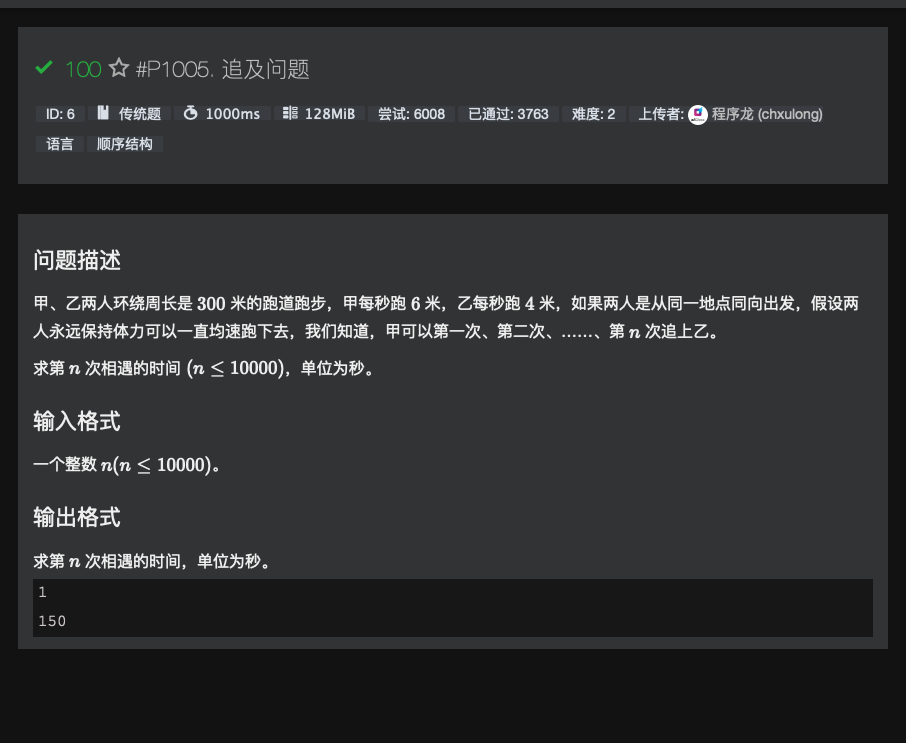 100 #P1005. 追及问题
ID: 6 传统题 1000ms 128MiB 尝试: 6008 已通过: 3763 难度: 2 上传者: 程序龙 (chxulong)
语言 顺序结构
问题描述
甲、乙两人环绕周长是 300 米的跑道跑步，甲每秒跑 6 米，乙每秒跑 4 米，如果两人是从同一地点同向出发，假设两
人永远保持体力可以一直均速跑下去，我们知道，甲可以第一次、第二次、……、第 n 次追上乙。
求第 n 次相遇的时间 (n ≤ 10000)，单位为秒。
输入格式
一个整数 n(n ≤ 10000)。
输出格式
求第 n 次相遇的时间，单位为秒。
1
150